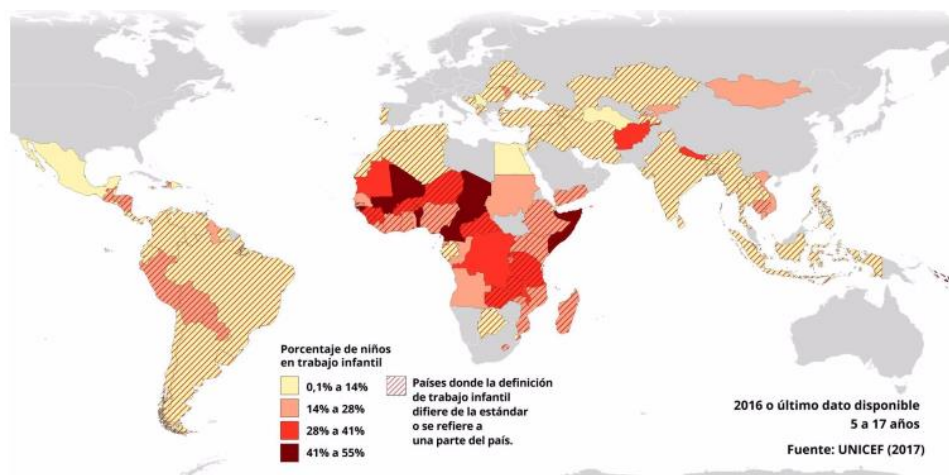 Porcentaje de niños
en trabajo infantil
0,1% a 14%
14% a 28%
28% a 41%
41% a 55%
Países donde la definición
de trabajo infantil
difiere de la estándar
o se refiere a
una parte del país.
2016 o último dato disponible
5 a 17 años
Fuente: UNICEF (2017)